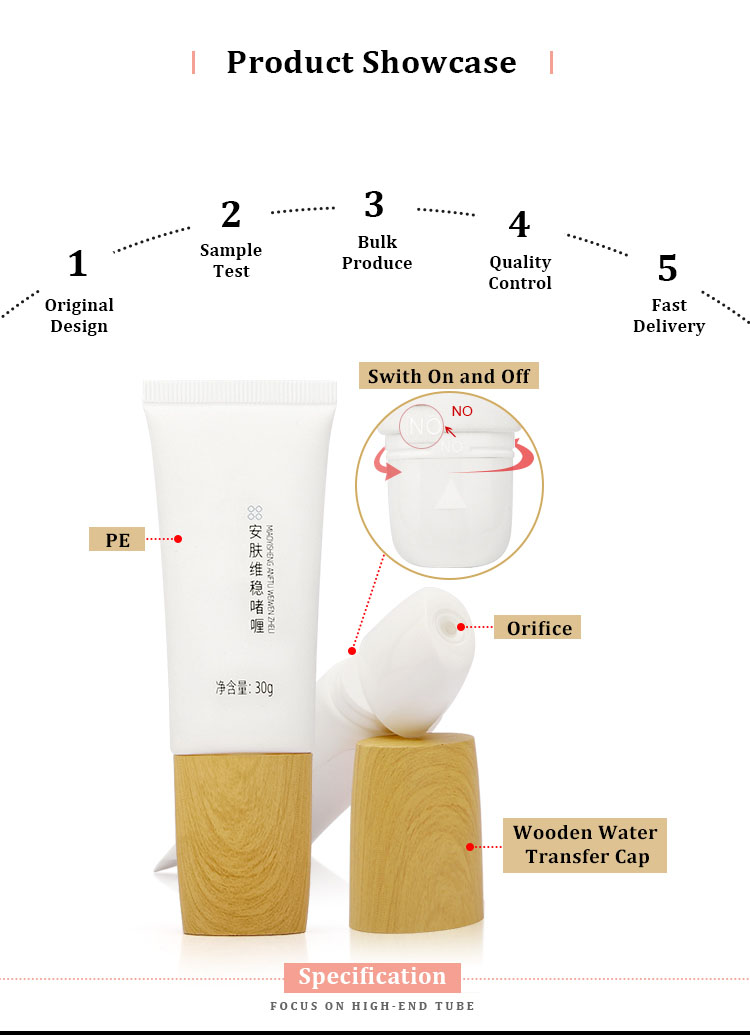 Product Showcase
1
Original
Design
2
Sample
Test
3
Bulk
Produce
4
Quality
Control
5
Fast
Delivery
Swith On and Off
NO
NO
NO
PE
安肤维稳啫喱
净含量: 30g
Orifice
Wooden Water
Transfer Cap
Specification
FOCUS ON HIGH-END TUBE